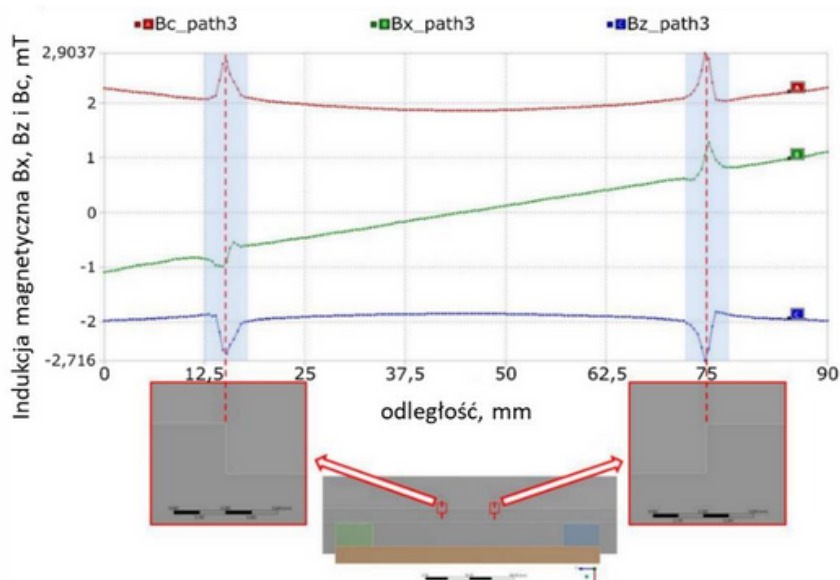 Bc_path3 Bx_path3 Bz_path3
Indukcja magnetyczna Bx, Bz i Bc, mT
2,9037
2
1
0
-1
-2
-2,716
A
B
C
0 12,5 25 37,5 50 62,5 75 90
odległość, mm